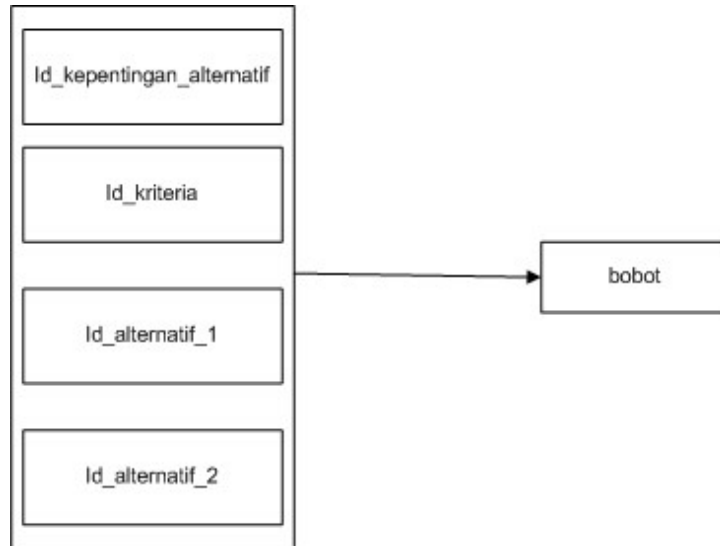 Id_kepentingan_alternatif
Id_kriteria
bobot
Id_alternatif_1
Id_alternatif_2